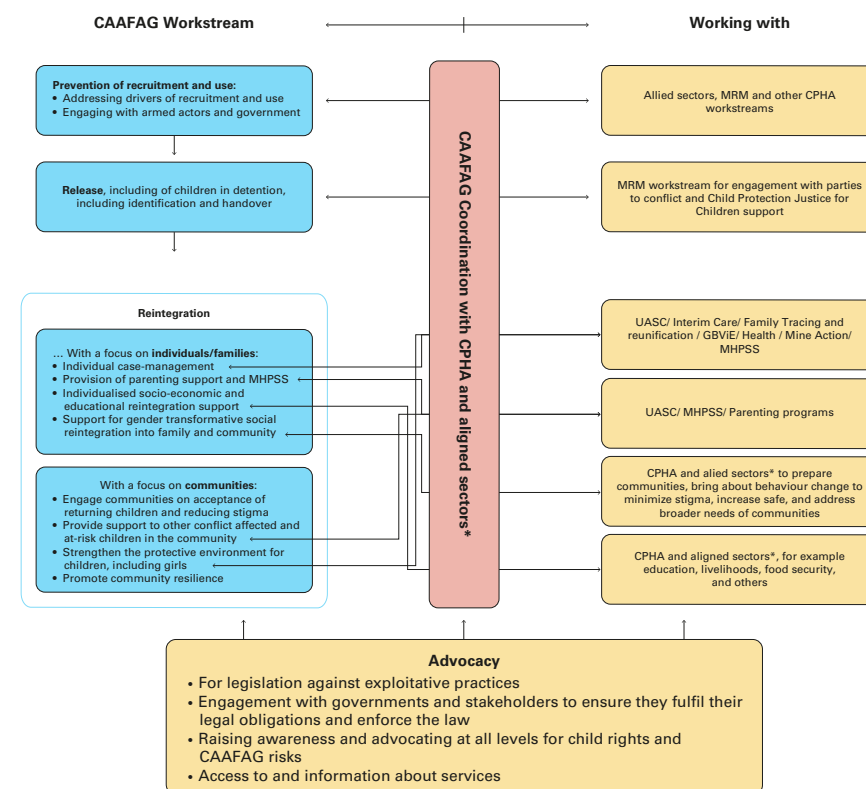 CAAFAG Workstream
Working with
Prevention of recruitment and use:
• Addressing drivers of recruitment and use
• Engaging with armed actors and government
Allied sectors, MRM and other CPHA
workstreams
Release, including of children in detention,
including identification and handover
MRM workstream for engagement with parties
to conflict and Child Protection Justice for
Children support
CAAFAG Coordination with CPHA and aligned sectors*
Reintegration
... With a focus on individuals/families:
• Individual case-management
• Provision of parenting support and MHPSS
• Individualised socio-economic and
educational reintegration support
• Support for gender transformative social
reintegration into family and community
With a focus on communities:
• Engage communities on acceptance of
returning children and reducing stigma
• Provide support to other conflict affected and
at-risk children in the community
• Strengthen the protective environment for
children, including girls
• Promote community resilience
UASC/ Interim Care/ Family Tracing and
reunification / GBViE/ Health / Mine Action/
MHPSS
UASC/ MHPSS/ Parenting programs
CPHA and alied sectors* to prepare
communities, bring about behaviour change to
minimize stigma, increase safe, and address
broader needs of communities
CPHA and aligned sectors*, for example
education, livelihoods, food security,
and others
Advocacy
• For legislation against exploitative practices
• Engagement with governments and stakeholders to ensure they fulfil their
legal obligations and enforce the law
• Raising awareness and advocating at all levels for child rights and
CAAFAG risks
• Access to and information about services